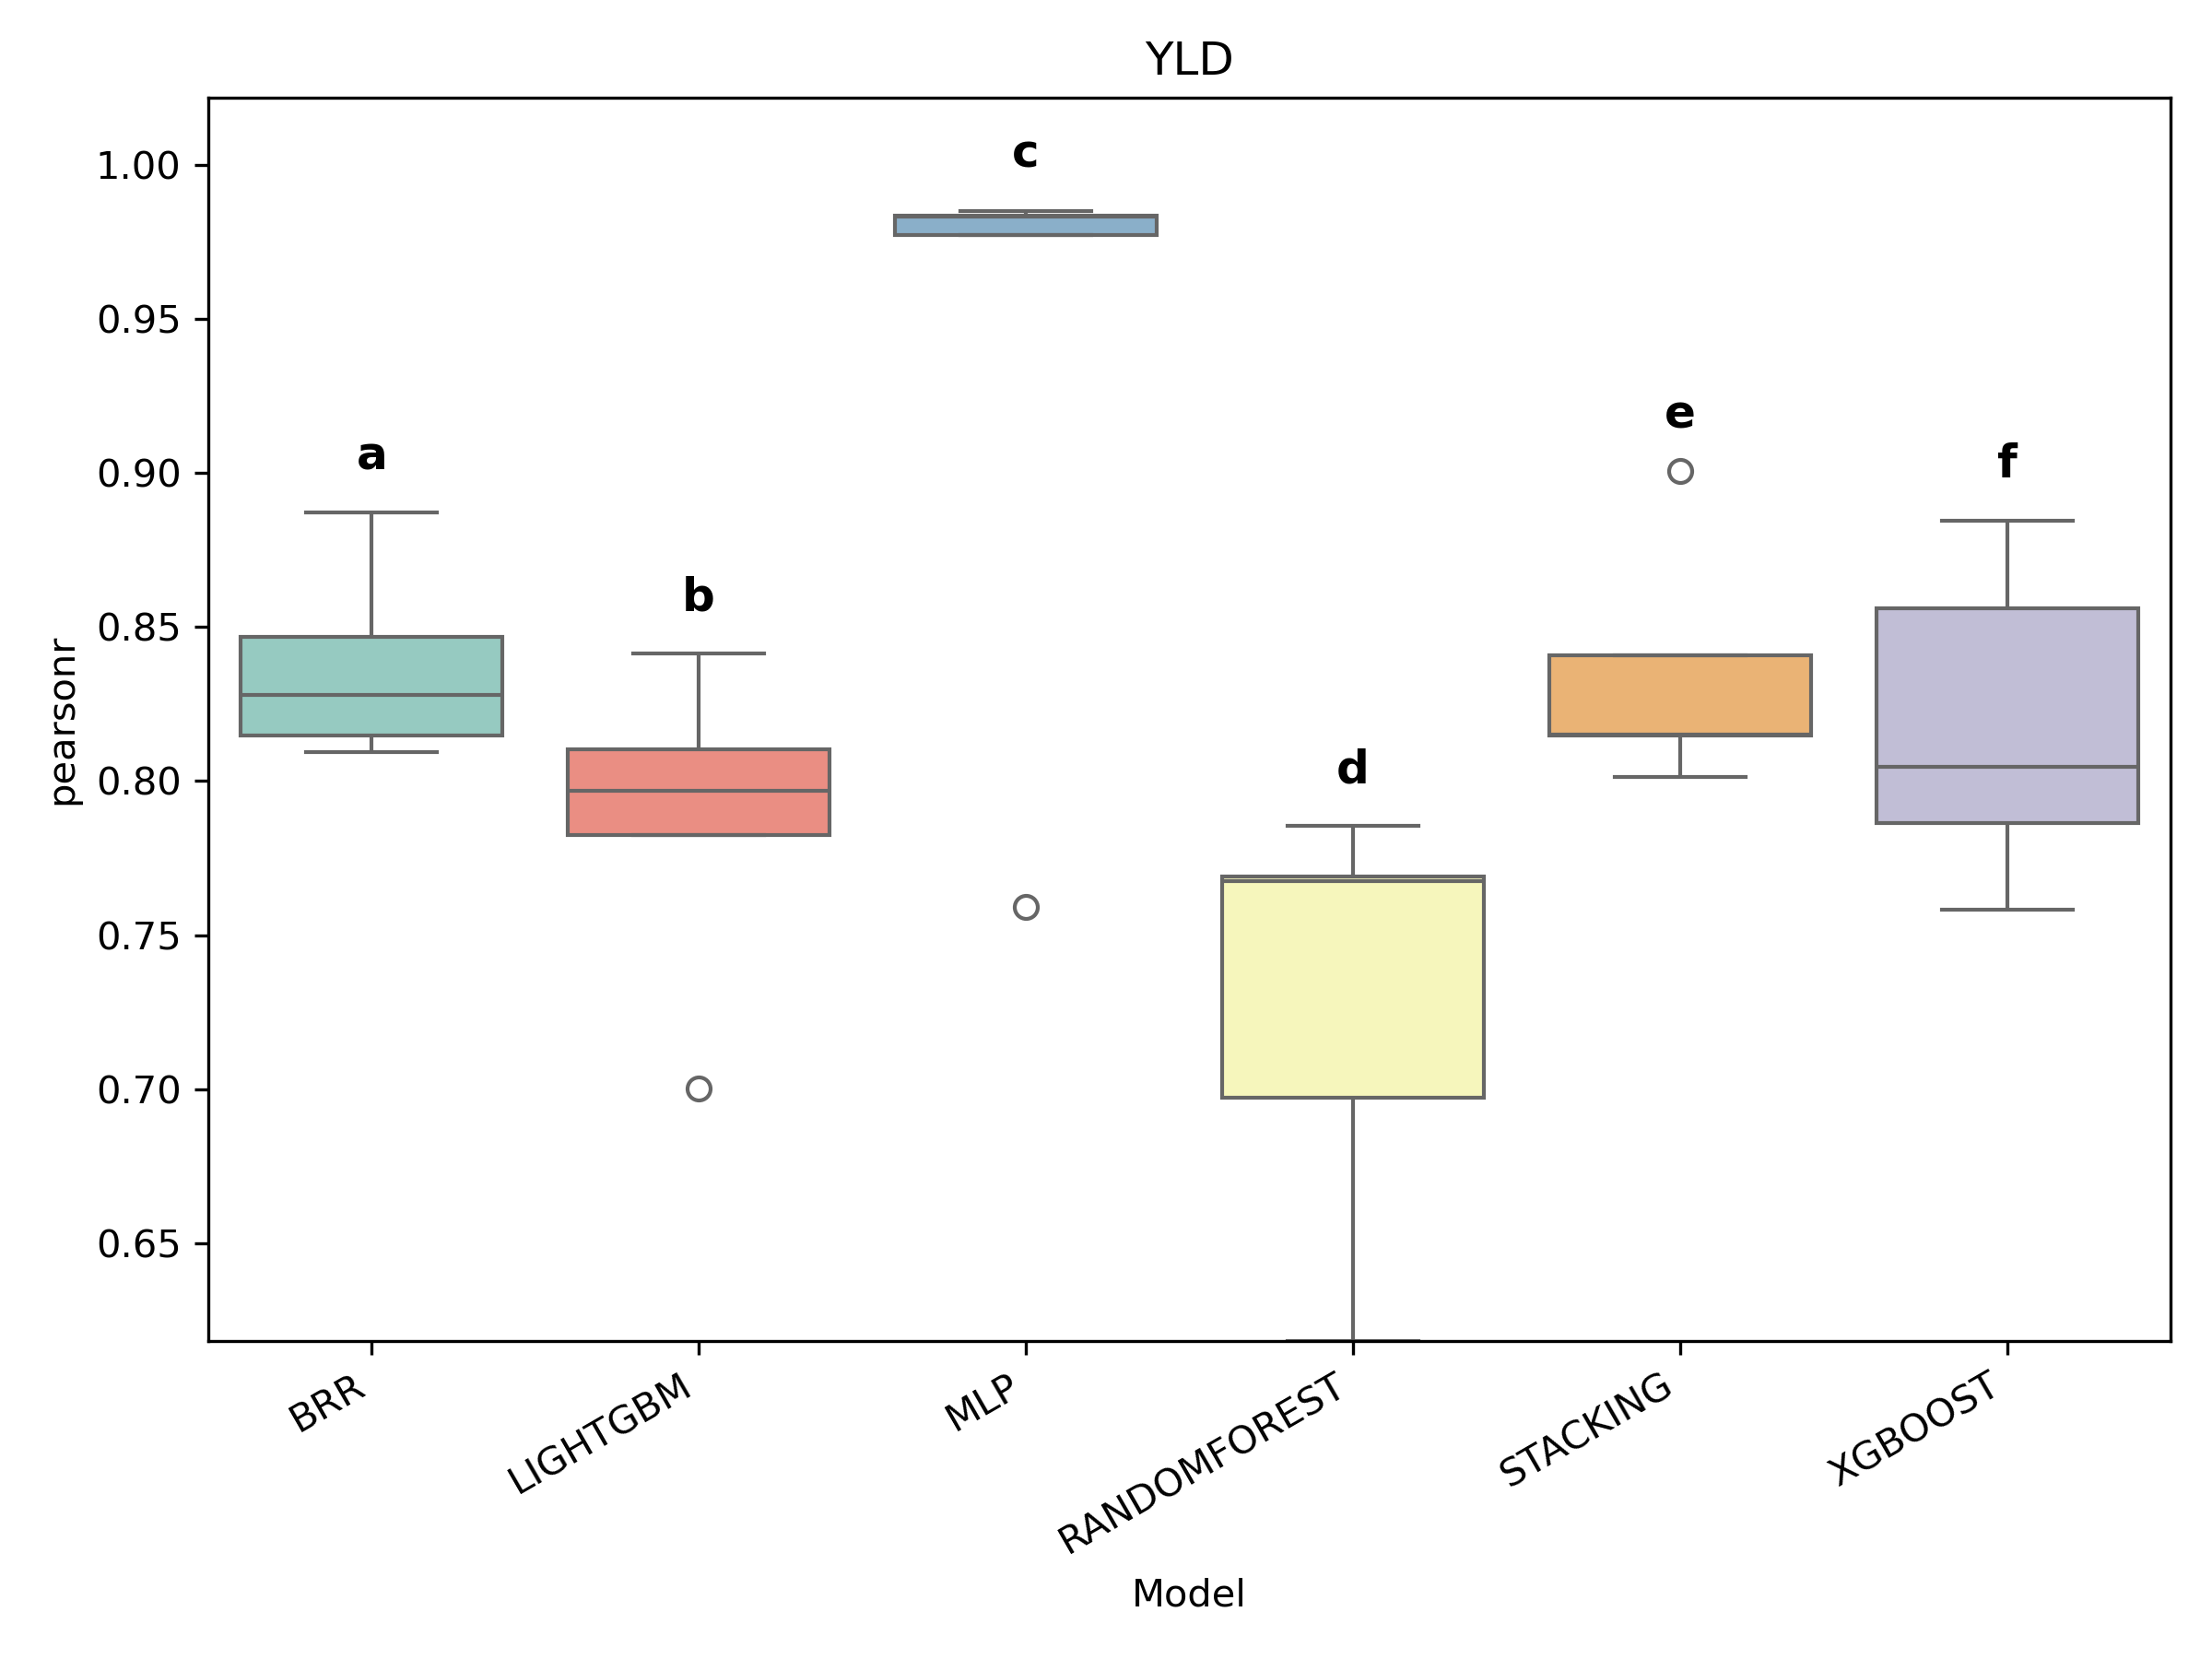 YLD
pearsonr
1.00
0.95
0.90
0.85
0.80
0.75
0.70
0.65
a
b
c
d
e
f
BRR
LIGHTGBM
MLP
RANDOMFOREST
STACKING
XGBOOST
Model